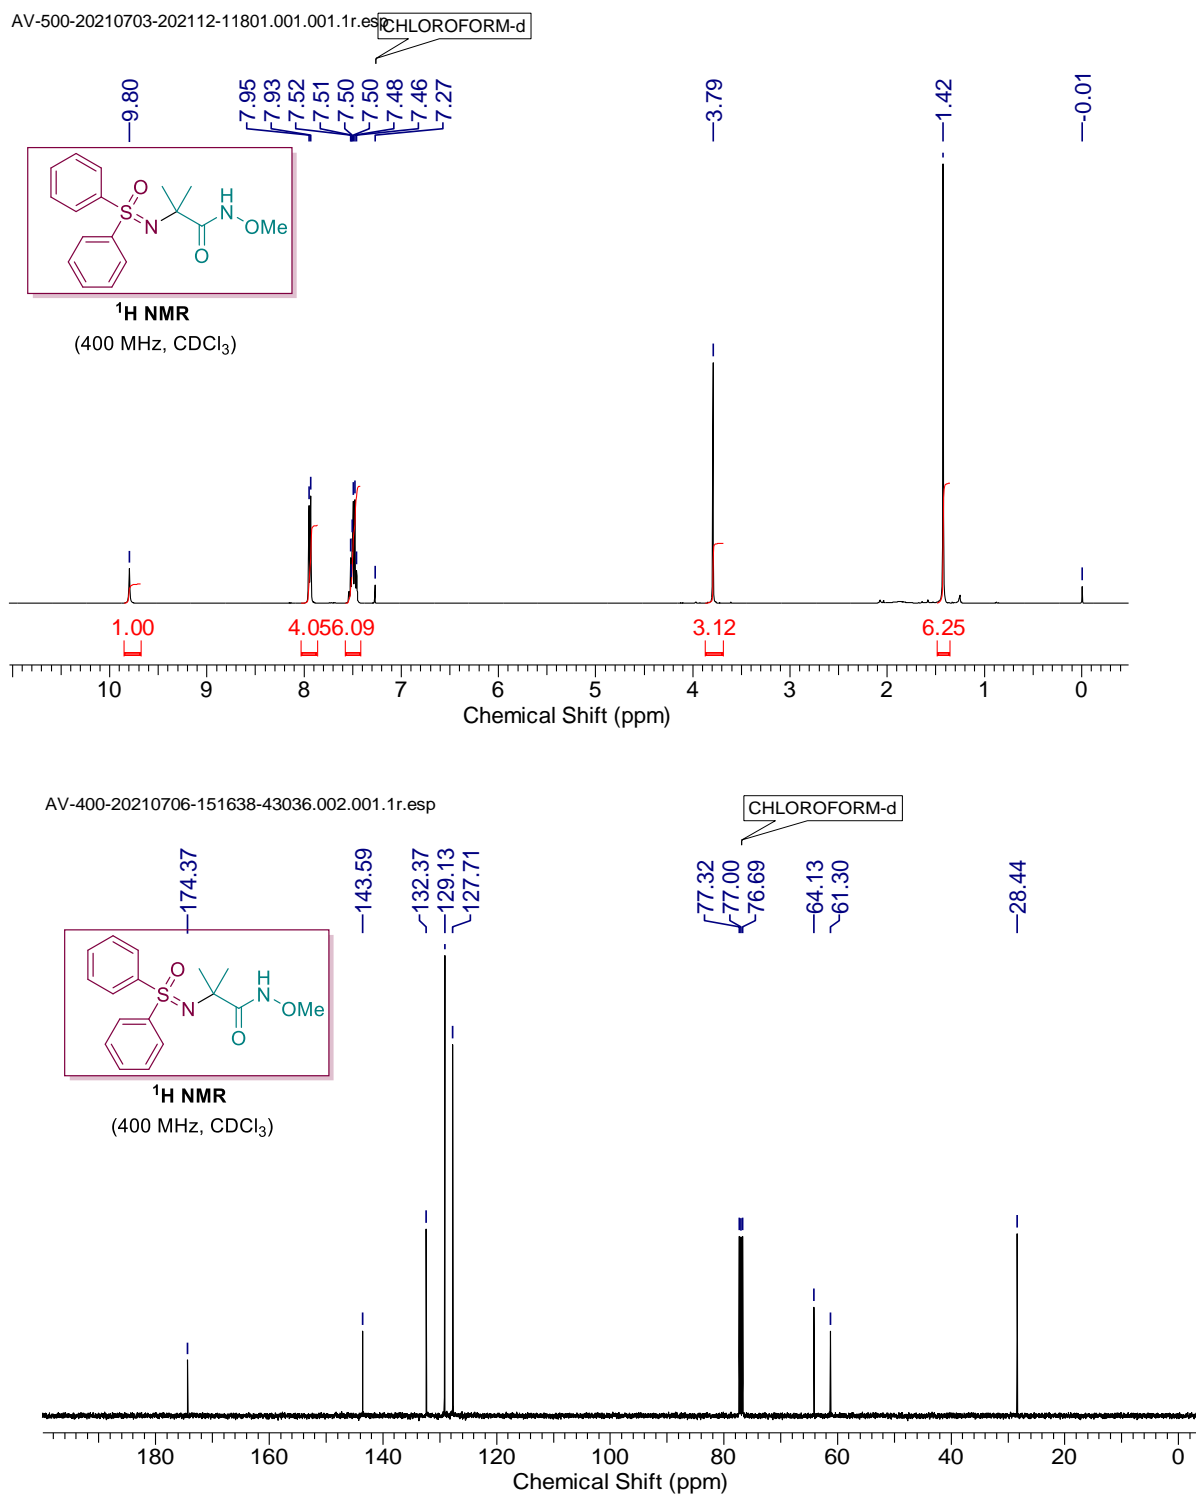 AV-500-20210703-202112-11801.001.001.1r.esp
CHLOROFORM-d
9.80
7.95
7.93
7.52
7.51
7.50
7.50
7.48
7.46
7.27
3.79
1.42
-0.01
O
S
N
H
N
OMe
O
¹H NMR
(400 MHz, CDCl₃)
1.00 4.05 6.09 3.12 6.25
10 9 8 7 6 5 4 3 2 1 0
Chemical Shift (ppm)
AV-400-20210706-151638-43036.002.001.1r.esp
CHLOROFORM-d
174.37
143.59
132.37
129.13
127.71
77.32
77.00
76.69
64.13
61.30
28.44
O
S
N
H
N
OMe
O
¹H NMR
(400 MHz, CDCl₃)
180 160 140 120 100 80 60 40 20 0
Chemical Shift (ppm)